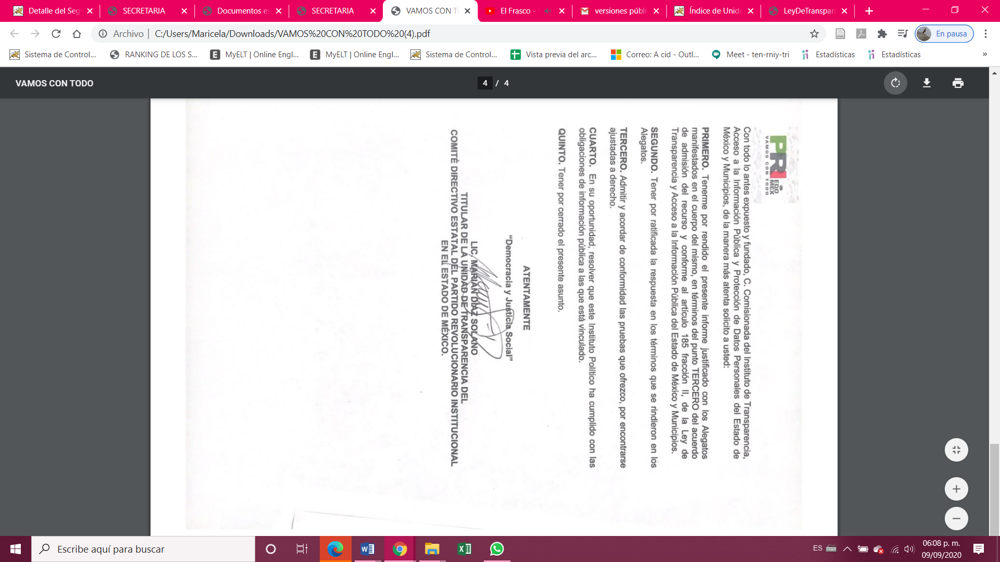 Detalle del Seg
SECRETARIA
Documentos es
SECRETARIA
VAMOS CON TO
El Frasco -
versiones públi
Índice de Unida
LeyDeTranspare
Archivo | C:/Users/Maricela/Downloads/VAMOS%20CON%20TODO%20(4).pdf
En pausa
Sistema de Control...
RANKING DE LOS S...
MyELT | Online Engl...
MyELT | Online Engl...
Sistema de Control...
Vista previa del arc...
Correo: A cid - Outl...
Meet - ten-rniy-tri
Estadísticas
Estadísticas
»
VAMOS CON TODO
4 / 4
PRI
EDO
MÉX
VAMOS CON TODO
Con todo lo antes expuesto y fundado, C. Comisionada del Instituto de Transparencia,
Acceso a la Información Pública y Protección de Datos Personales del Estado de
México y Municipios, de la manera más atenta solicito a usted:
PRIMERO. Tenerme por rendido el presente informe justificado con los Alegatos
manifestados en el cuerpo del mismo, en términos del punto TERCERO del acuerdo
de admisión del recurso y conforme al artículo 185 fracción II, de la Ley de
Transparencia y Acceso a la Información Pública del Estado de México y Municipios.
SEGUNDO. Tener por ratificada la respuesta en los términos que se rindieron en los
Alegatos.
TERCERO. Admitir y acordar de conformidad las pruebas que ofrezco, por encontrarse
ajustadas a derecho.
CUARTO. En su oportunidad, resolver que este Instituto Político ha cumplido con las
obligaciones de información pública a las que está vinculado.
QUINTO. Tener por cerrado el presente asunto.
ATENTAMENTE
“Democracia y Justicia Social”
LIC. MARIAN DÍAZ SOLANO
TITULAR DE LA UNIDAD DE TRANSPARENCIA DEL
COMITÉ DIRECTIVO ESTATAL DEL PARTIDO REVOLUCIONARIO INSTITUCIONAL
EN EL ESTADO DE MÉXICO.
Escribe aquí para buscar
ES
06:08 p. m.
09/09/2020